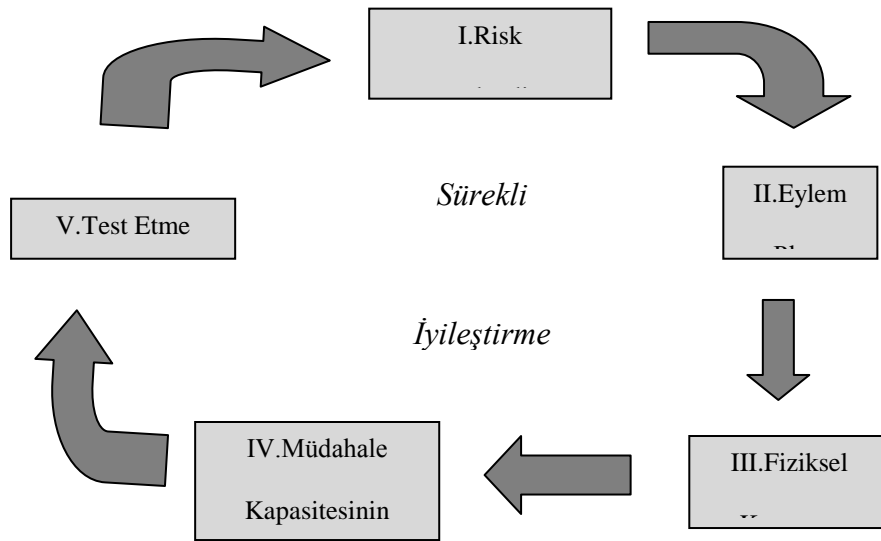 I.Risk
II.Eylem
Sürekli
V.Test Etme
İyileştirme
IV.Müdahale
Kapasitesinin
III.Fiziksel